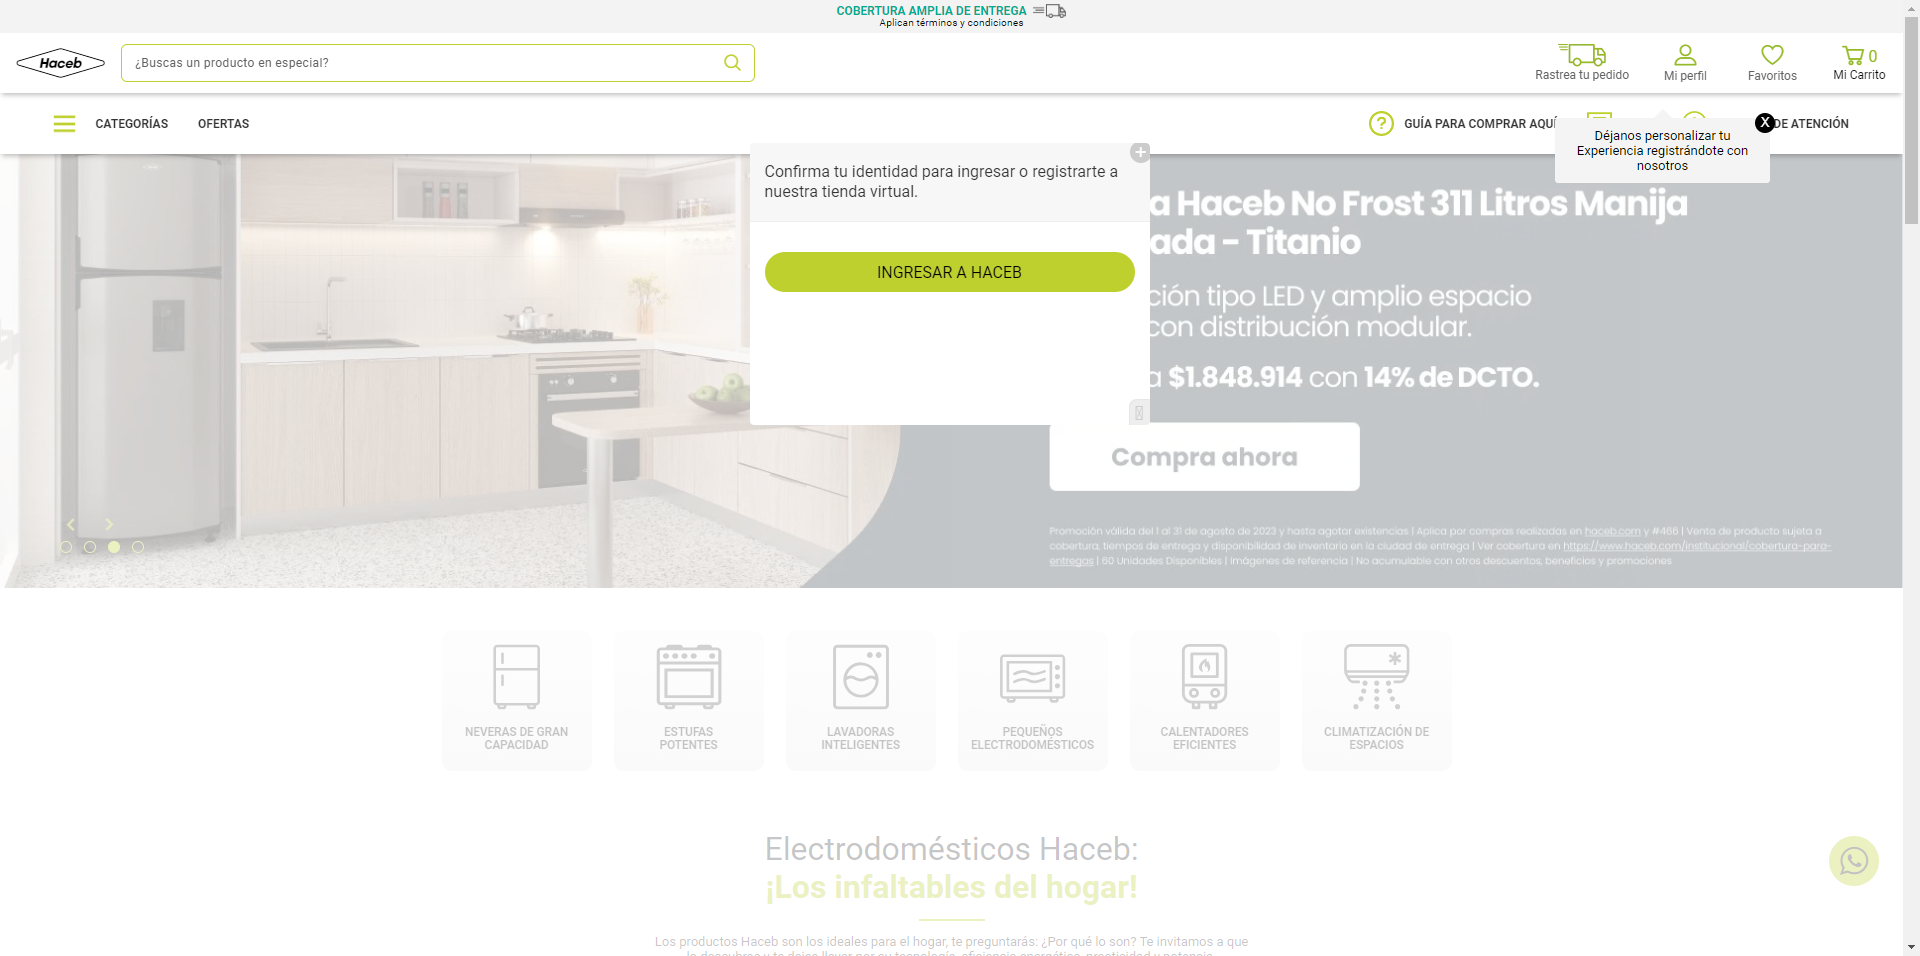 COBERTURA AMPLIA DE ENTREGA
Aplican términos y condiciones
Haceb
¿Buscas un producto en especial?
Rastrea tu pedido
Mi perfil
Favoritos
0
Mi Carrito
CATEGORÍAS
OFERTAS
GUÍA PARA COMPRAR AQUÍ
DE ATENCIÓN
X
Déjanos personalizar tu
Experiencia registrándote con
nosotros
Confirma tu identidad para ingresar o registrarte a
nuestra tienda virtual.
INGRESAR A HACEB
a Haceb No Frost 311 Litros Manija
ada - Titanio
ción tipo LED y amplio espacio
con distribución modular.
a $1.848.914 con 14% de DCTO.
Compra ahora
Promoción válida del 1 al 31 de agosto de 2023 y hasta agotar existencias | Aplica por compras realizadas en haceb.com y #466 | Venta de producto sujeta a
cobertura, tiempos de entrega y disponibilidad de inventario en la ciudad de entrega | Ver cobertura en https://www.haceb.com/institucional/cobertura-para-
entregas | 60 Unidades Disponibles | Imágenes de referencia | No acumulable con otros descuentos, beneficios y promociones
NEVERAS DE GRAN
CAPACIDAD
ESTUFAS
POTENTES
LAVADORAS
INTELIGENTES
PEQUEÑOS
ELECTRODOMÉSTICOS
CALENTADORES
EFICIENTES
CLIMATIZACIÓN DE
ESPACIOS
Electrodomésticos Haceb:
¡Los infaltables del hogar!
Los productos Haceb son los ideales para el hogar, te preguntarás: ¿Por qué lo son? Te invitamos a que